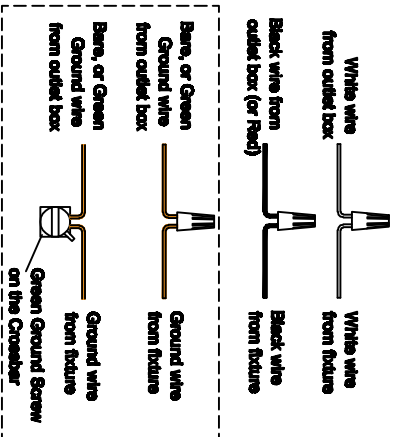 White wire
from outlet box
White wire
from fixture
Black wire from
outlet box (or Red)
Black wire
from fixture
Bare, or Green
Ground wire
from outlet box
Ground wire
from fixture
Bare, or Green
Ground wire
from outlet box
Ground wire
from fixture
Green Ground Screw
on the Crossbar